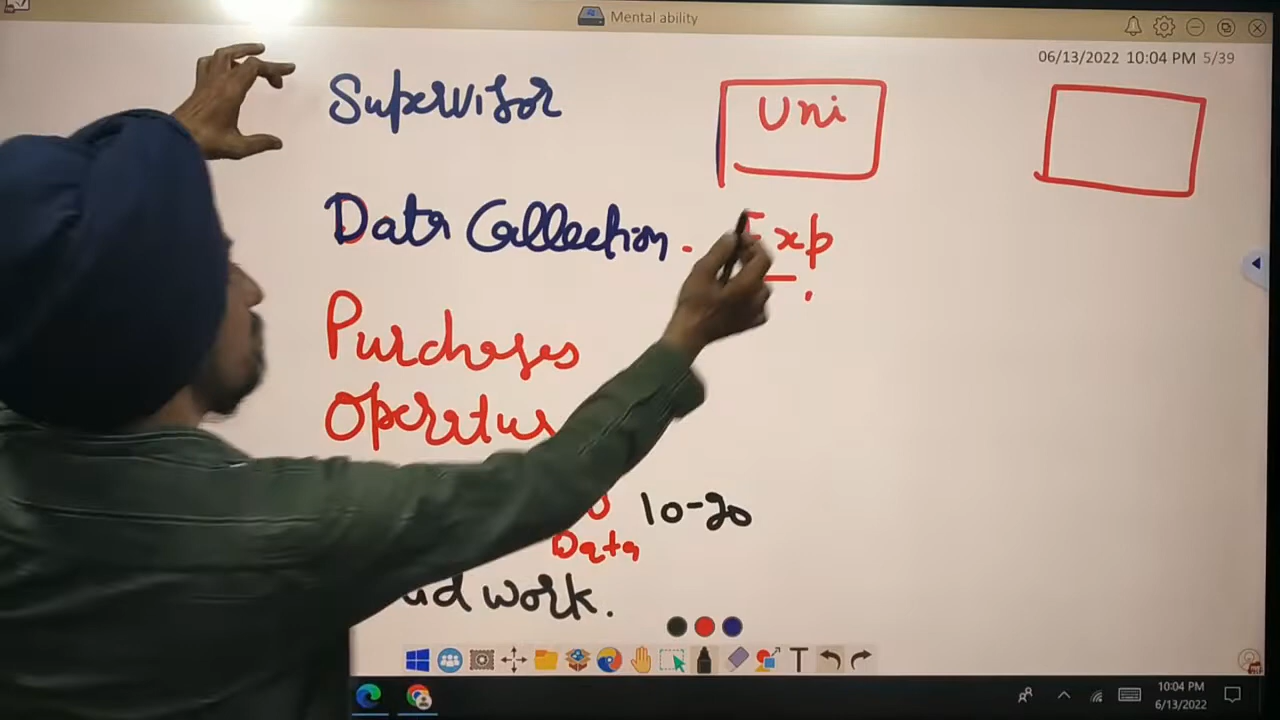 Mental ability
06/13/2022 10:04 PM 5/39
Supervisor
Uni
Data Collection.
Exp
Purchases
10-20
Data
work.
T
10:04 PM
6/13/2022